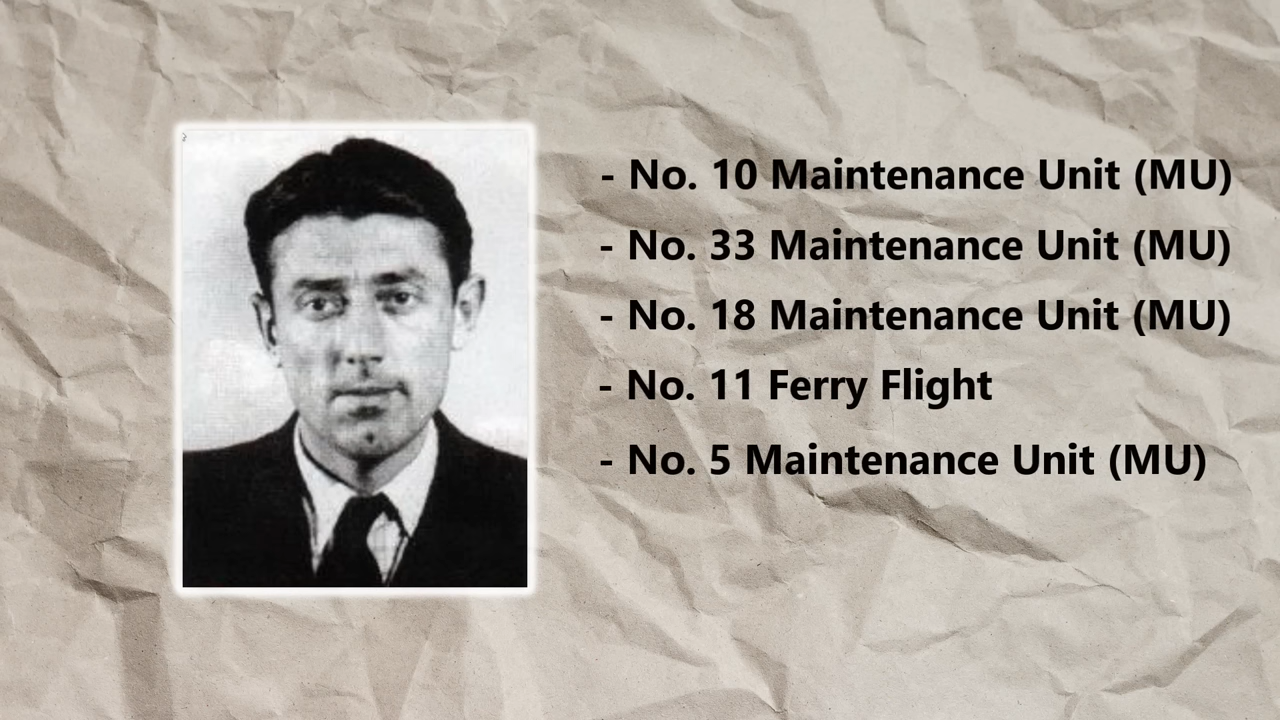 - No. 10 Maintenance Unit (MU)
- No. 33 Maintenance Unit (MU)
- No. 18 Maintenance Unit (MU)
- No. 11 Ferry Flight
- No. 5 Maintenance Unit (MU)